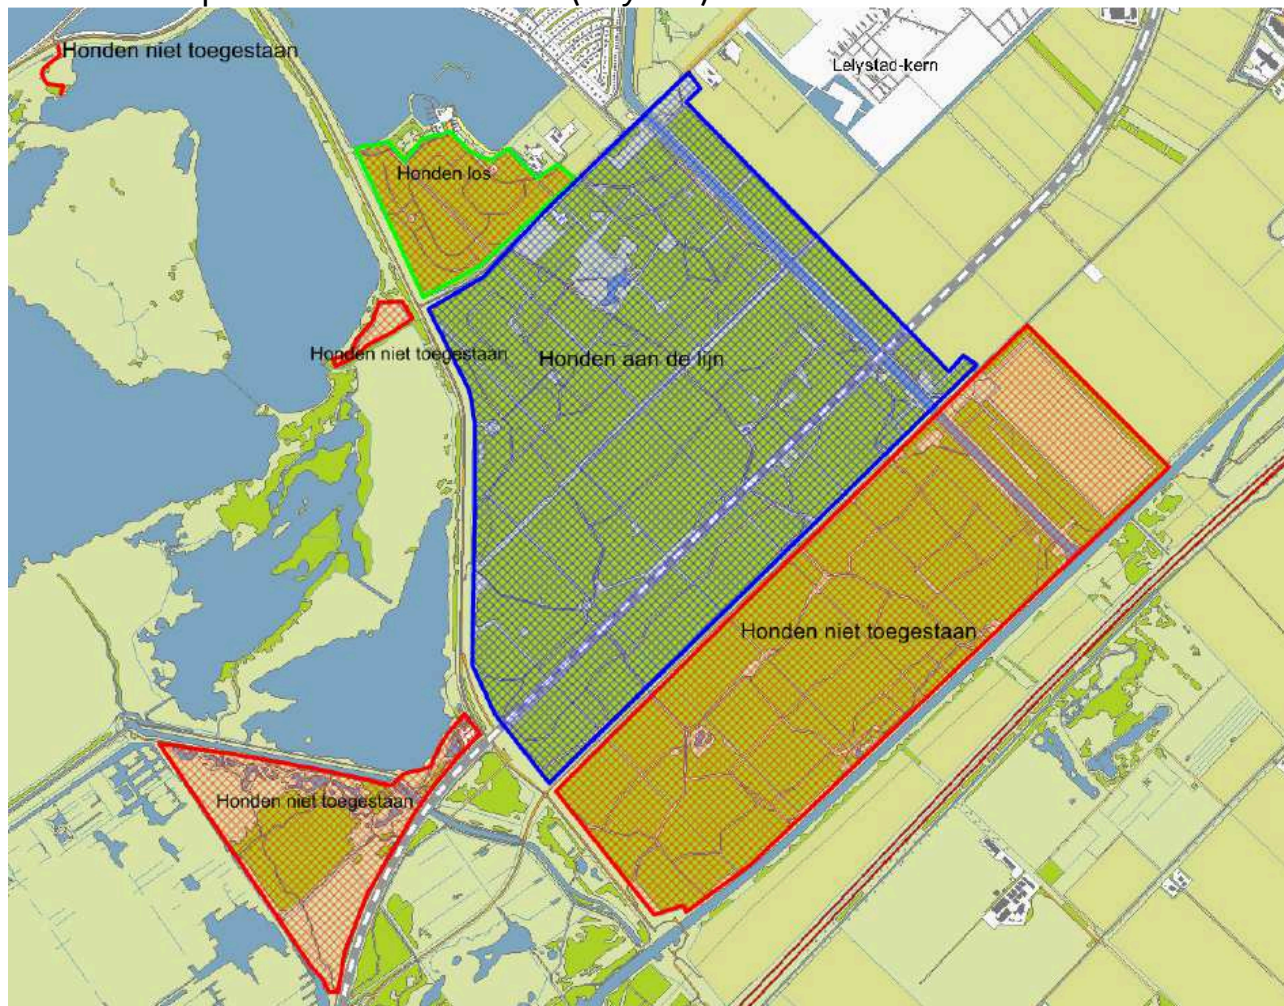 Honden niet toegestaan
Lelystad-kern
Honden los
Honden niet toegestaan
Honden aan de lijn
Honden niet toegestaan
Honden niet toegestaan